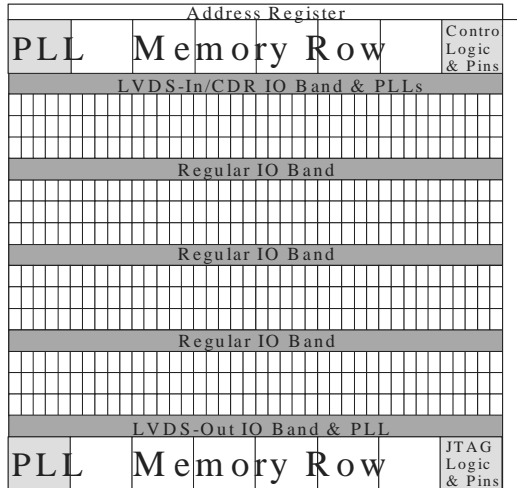 Address Register
PLL Memory Row
Contro
Logic
& Pins
LVDS-In/CDR IO Band & PLLs
Regular IO Band
Regular IO Band
Regular IO Band
LVDS-Out IO Band & PLL
PLL Memory Row
JTAG
Logic
& Pins